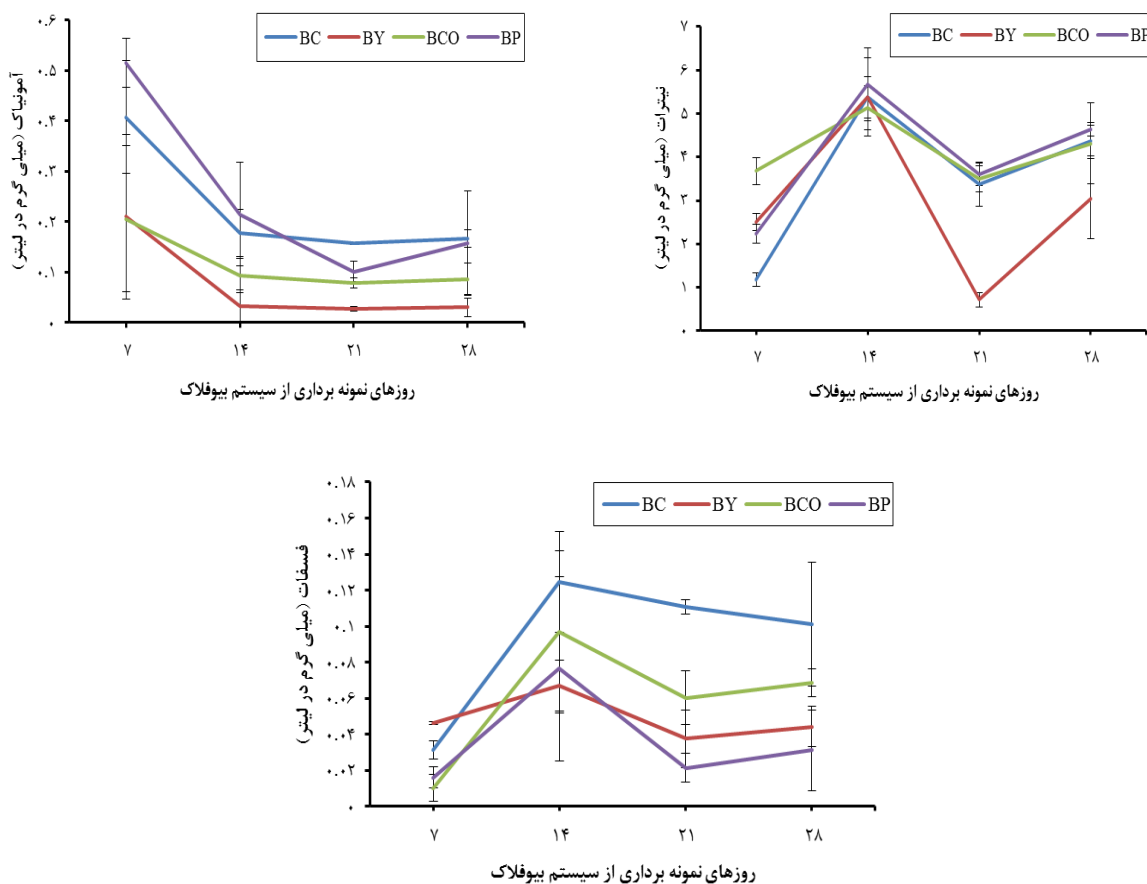 BC BY BCO BP
آمونیاک (میلی گرم در لیتر)
۰.۶
۰.۵
۰.۴
۰.۳
۰.۲
۰.۱
۰
۷ ۱۴ ۲۱ ۲۸
روزهای نمونه برداری از سیستم بیوفلاک
BC BY BCO BP
نیترات (میلی گرم در لیتر)
۷
۶
۵
۴
۳
۲
۱
۰
۷ ۱۴ ۲۱ ۲۸
روزهای نمونه برداری از سیستم بیوفلاک
BC BY BCO BP
فسفات (میلی گرم در لیتر)
۰.۱۸
۰.۱۶
۰.۱۴
۰.۱۲
۰.۱
۰.۰۸
۰.۰۶
۰.۰۴
۰.۰۲
۰
۷ ۱۴ ۲۱ ۲۸
روزهای نمونه برداری از سیستم بیوفلاک